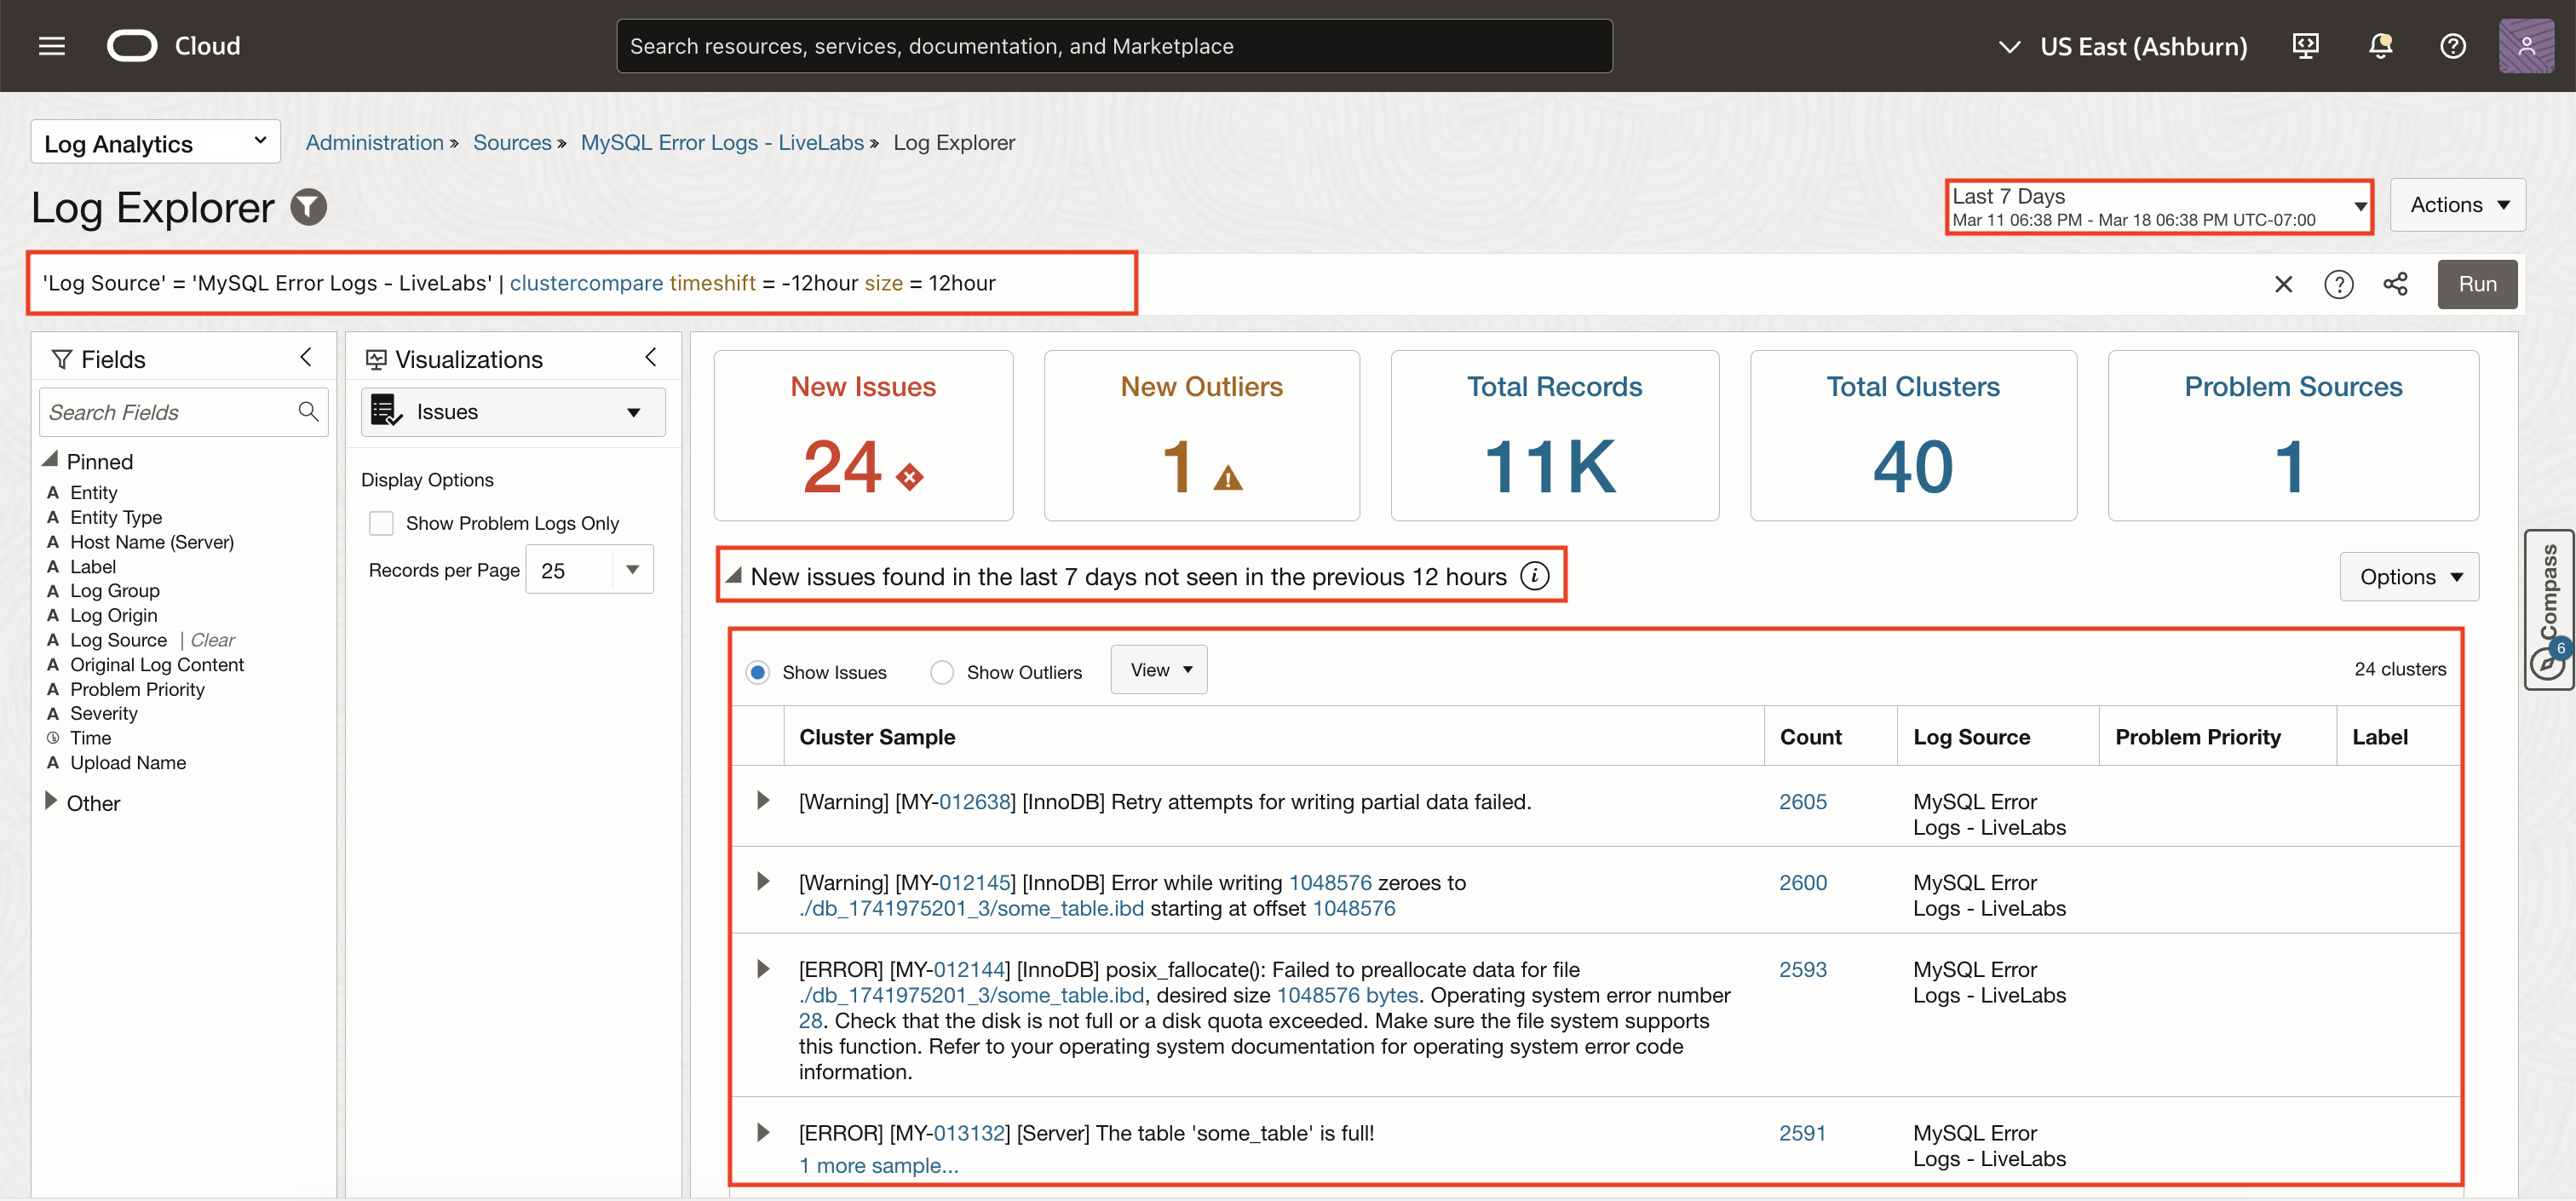 Cloud
Search resources, services, documentation, and Marketplace
US East (Ashburn)
Log Analytics
Administration » Sources » MySQL Error Logs - LiveLabs » Log Explorer
Log Explorer
Last 7 Days
Mar 11 06:38 PM - Mar 18 06:38 PM UTC-07:00
Actions
'Log Source' = 'MySQL Error Logs - LiveLabs' | clustercompare timeshift = -12hour size = 12hour
Run
Fields
Search Fields
Pinned
A Entity
A Entity Type
A Host Name (Server)
A Label
A Log Group
A Log Origin
A Log Source | Clear
A Original Log Content
A Problem Priority
A Severity
Time
A Upload Name
Other
Visualizations
Issues
Display Options
Show Problem Logs Only
Records per Page 25
New Issues
24
New Outliers
1
Total Records
11K
Total Clusters
40
Problem Sources
1
New issues found in the last 7 days not seen in the previous 12 hours
Options
Compass
6
Show Issues Show Outliers View
24 clusters
Cluster Sample Count Log Source Problem Priority Label
[Warning] [MY-012638] [InnoDB] Retry attempts for writing partial data failed.
2605
MySQL Error
Logs - LiveLabs
[Warning] [MY-012145] [InnoDB] Error while writing 1048576 zeroes to
./db_1741975201_3/some_table.ibd starting at offset 1048576
2600
MySQL Error
Logs - LiveLabs
[ERROR] [MY-012144] [InnoDB] posix_fallocate(): Failed to preallocate data for file
./db_1741975201_3/some_table.ibd, desired size 1048576 bytes. Operating system error number
28. Check that the disk is not full or a disk quota exceeded. Make sure the file system supports
this function. Refer to your operating system documentation for operating system error code
information.
2593
MySQL Error
Logs - LiveLabs
[ERROR] [MY-013132] [Server] The table 'some_table' is full!
1 more sample...
2591
MySQL Error
Logs - LiveLabs